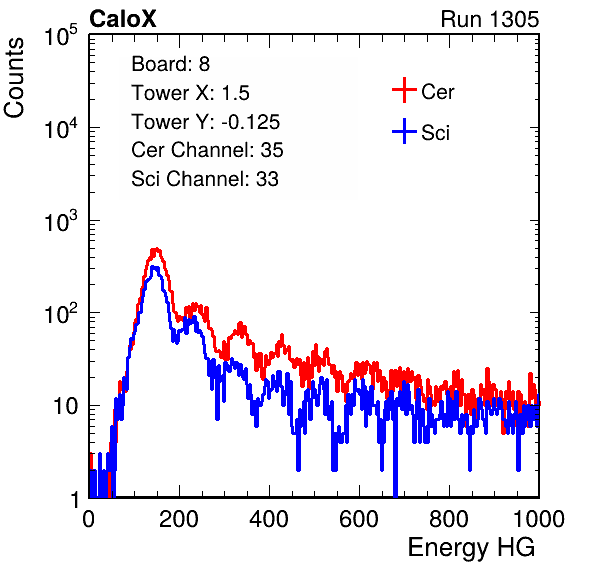 CaloX Run 1305
Counts
Board: 8
Tower X: 1.5
Tower Y: -0.125
Cer Channel: 35
Sci Channel: 33
Cer
Sci
10^5
10^4
10^3
10^2
10
1
0 200 400 600 800 1000
Energy HG